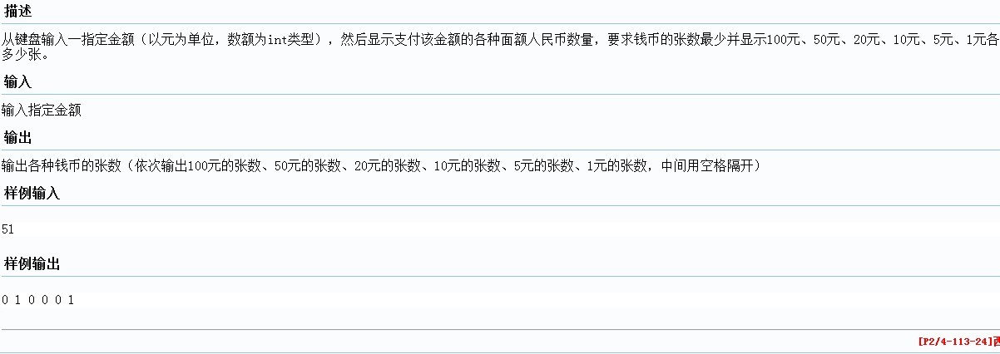 描述
从键盘输入一指定金额（以元为单位，数额为int类型），然后显示支付该金额的各种面额人民币数量，要求钱币的张数最少并显示100元、50元、20元、10元、5元、1元各
多少张。
输入
输入指定金额
输出
输出各种钱币的张数（依次输出100元的张数、50元的张数、20元的张数、10元的张数、5元的张数、1元的张数，中间用空格隔开）
样例输入
51
样例输出
0 1 0 0 0 1
[P2/4-113-24]西